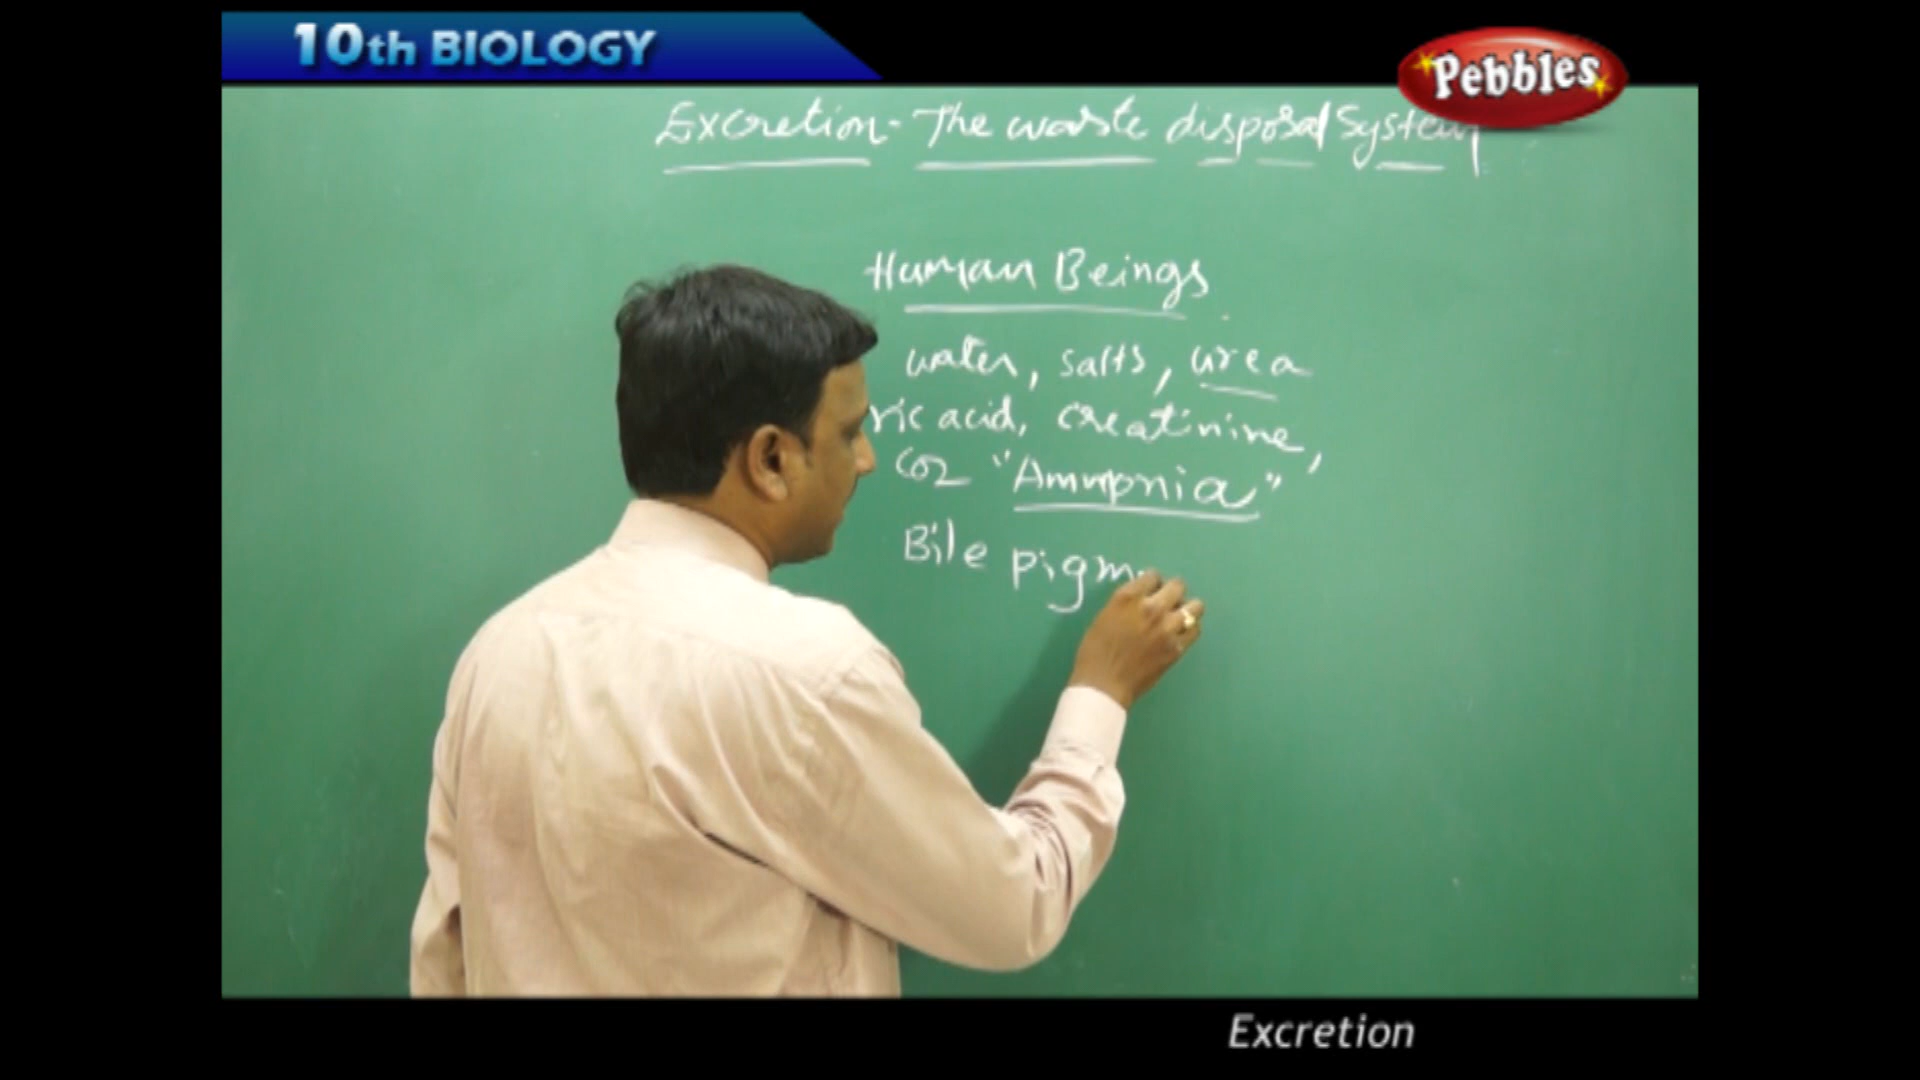 10th BIOLOGY
Pebbles
Excretion - The waste disposal System
Human Beings
water, salts, urea
ric acid, creatinine,
CO2 "Ammonia"
Bile pigm
Excretion